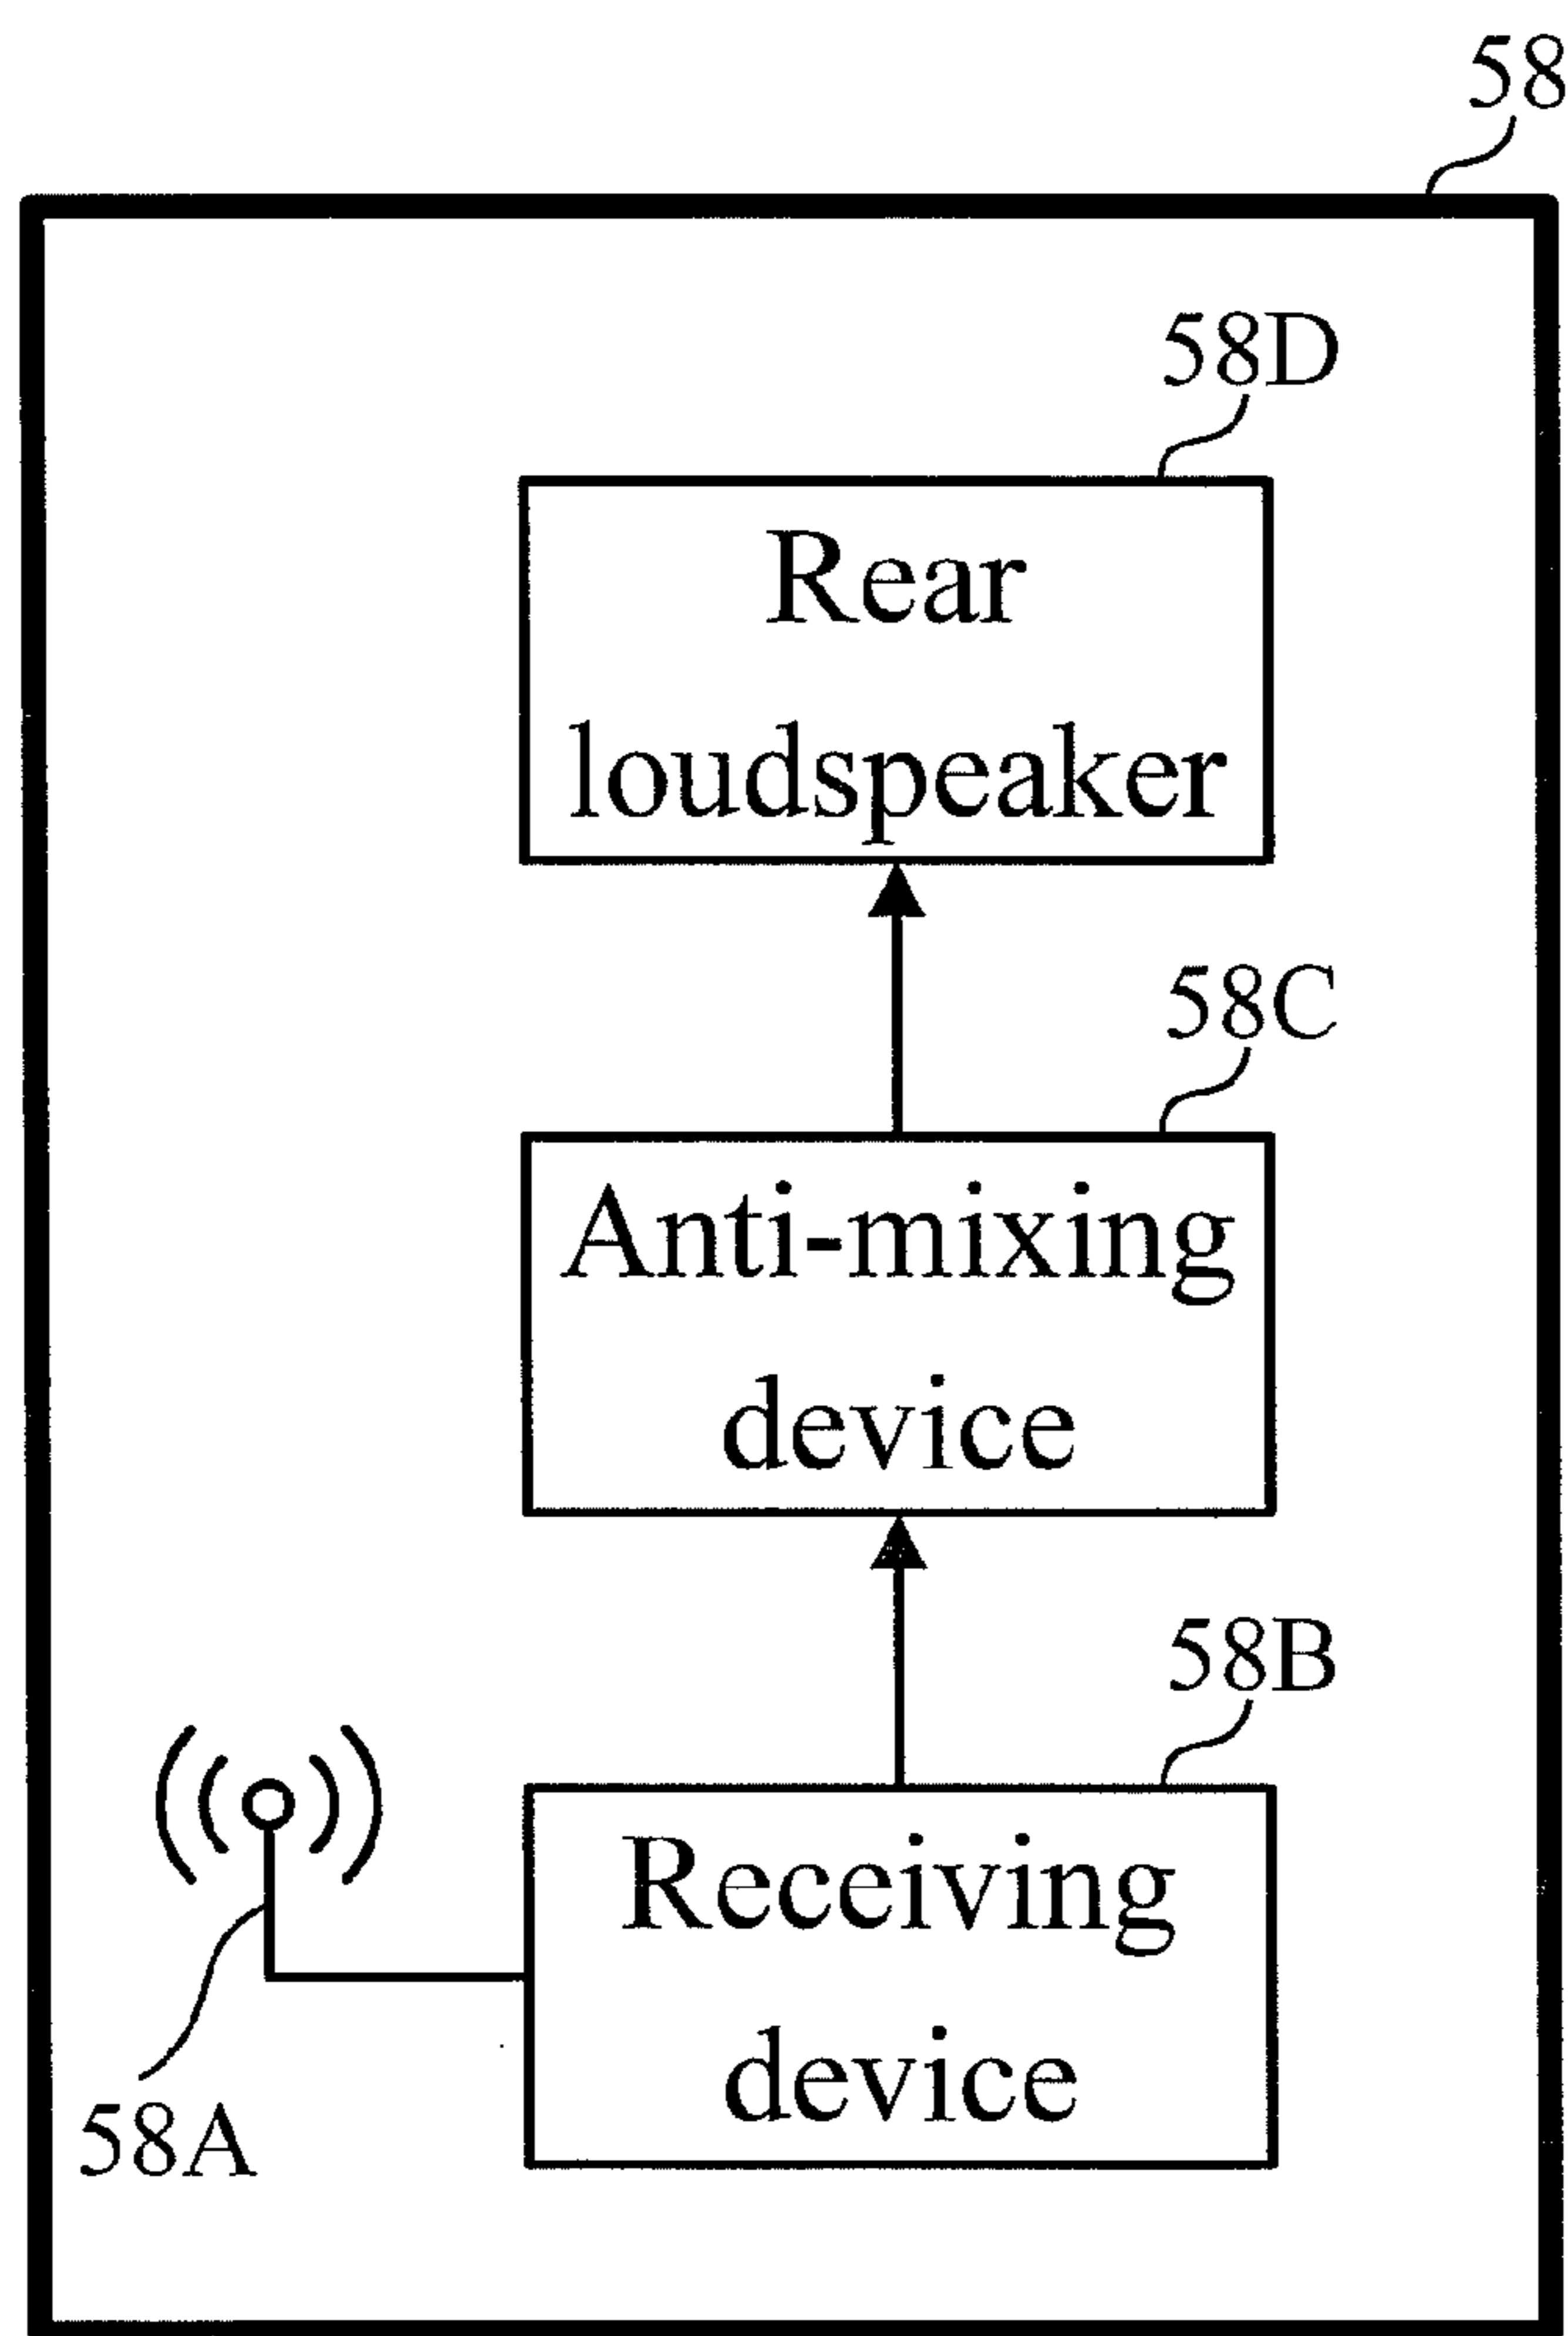 58
58D
Rear
loudspeaker
58C
Anti-mixing
device
58B
Receiving
device
58A